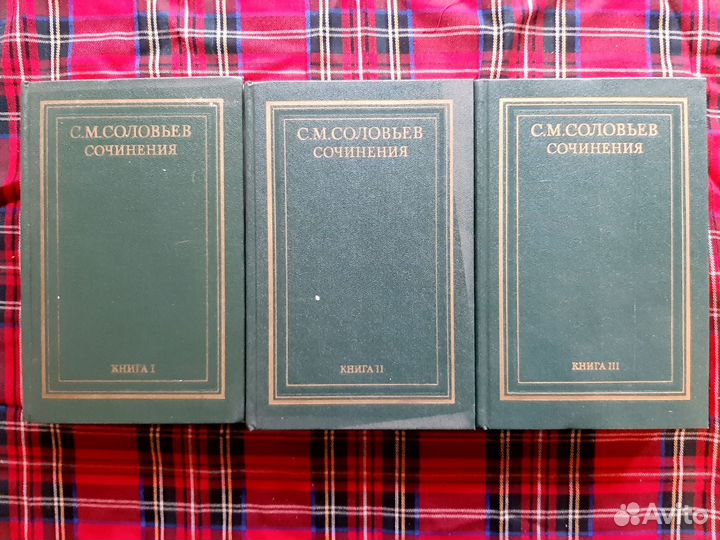 С.М.СОЛОВЬЕВ
СОЧИНЕНИЯ
КНИГА I
С.М.СОЛОВЬЕВ
СОЧИНЕНИЯ
КНИГА II
С.М.СОЛОВЬЕВ
СОЧИНЕНИЯ
КНИГА III
Avito